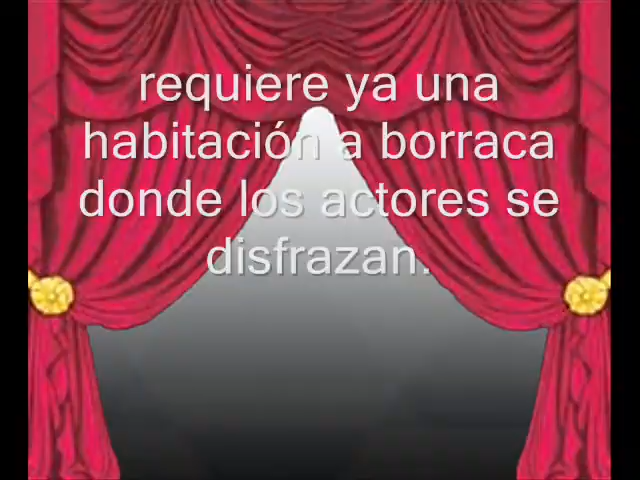 requiere ya una
habitación a borraca
donde los actores se
disfrazan.